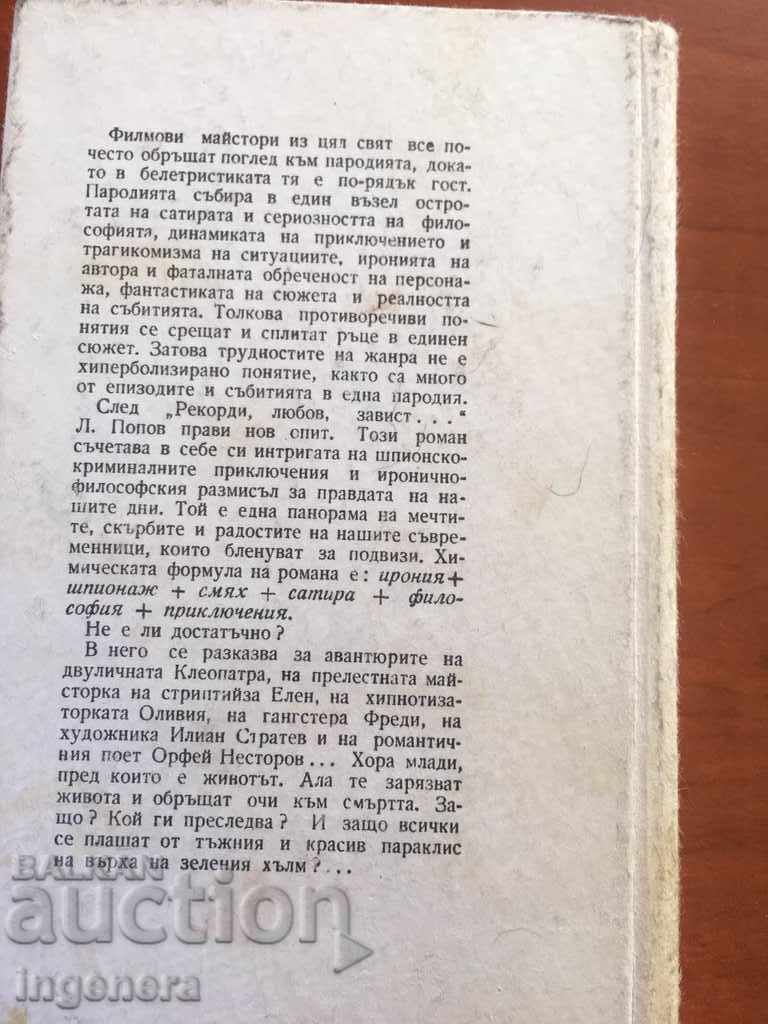 Филмови майстори из цял свят все по-
често обръщат поглед към пародията, дока-
то в белетристиката тя е по-рядък гост.
Пародията събира в един възел остро-
тата на сатирата и сериозността на фило-
софията, динамиката на приключението и
трагикомизма на ситуациите, иронията на
автора и фаталната обреченост на персона-
жа, фантастиката на сюжета и реалността
на събитията. Толкова противоречиви по-
нятия се срещат и сплитат ръце в единен
сюжет. Затова трудностите на жанра не е
хиперболизирано понятие, както са много
от епизодите и събитията в една пародия.
След „Рекорди, любов, завист..."
Л. Попов прави нов опит. Този роман
съчетава в себе си интригата на шпионско-
криминалните приключения и иронично-
философския размисъл за правдата на на-
шите дни. Той е една панорама на мечти-
те, скърбите и радостите на нашите съвре-
менници, които бленуват за подвизи. Хи-
мическата формула на романа е: ирония +
шпионаж + смях + сатира + фило-
софия + приключения.
Не е ли достатъчно?
В него се разказва за авантюрите на
двуличната Клеопатра, на прелестната май-
сторка на стриптийза Елен, на хипнотиза-
торката Оливия, на гангстера Фреди, на
художника Илиан Стратев и на романтич-
ния поет Орфей Несторов... Хора млади,
пред които е животът. Ала те зарязват
живота и обръщат очи към смъртта. За-
що? Кой ги преследва? И защо всички
се плашат от тъжния и красив параклис
на върха на зеления хълм?...
BALKAN
auction
ingenera